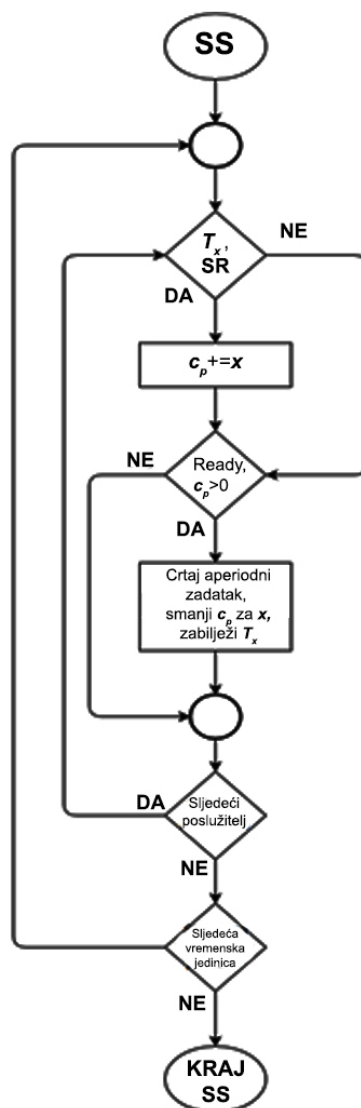 SS
T_x,
SR
NE
DA
c_p+=x
Ready,
c_p>0
NE
DA
Crtaj aperiodni
zadatak,
smanji c_p za x,
zabilježi T_x
Sljedeći
poslužitelj
DA
NE
Sljedeća
vremenska
jedinica
NE
KRAJ
SS